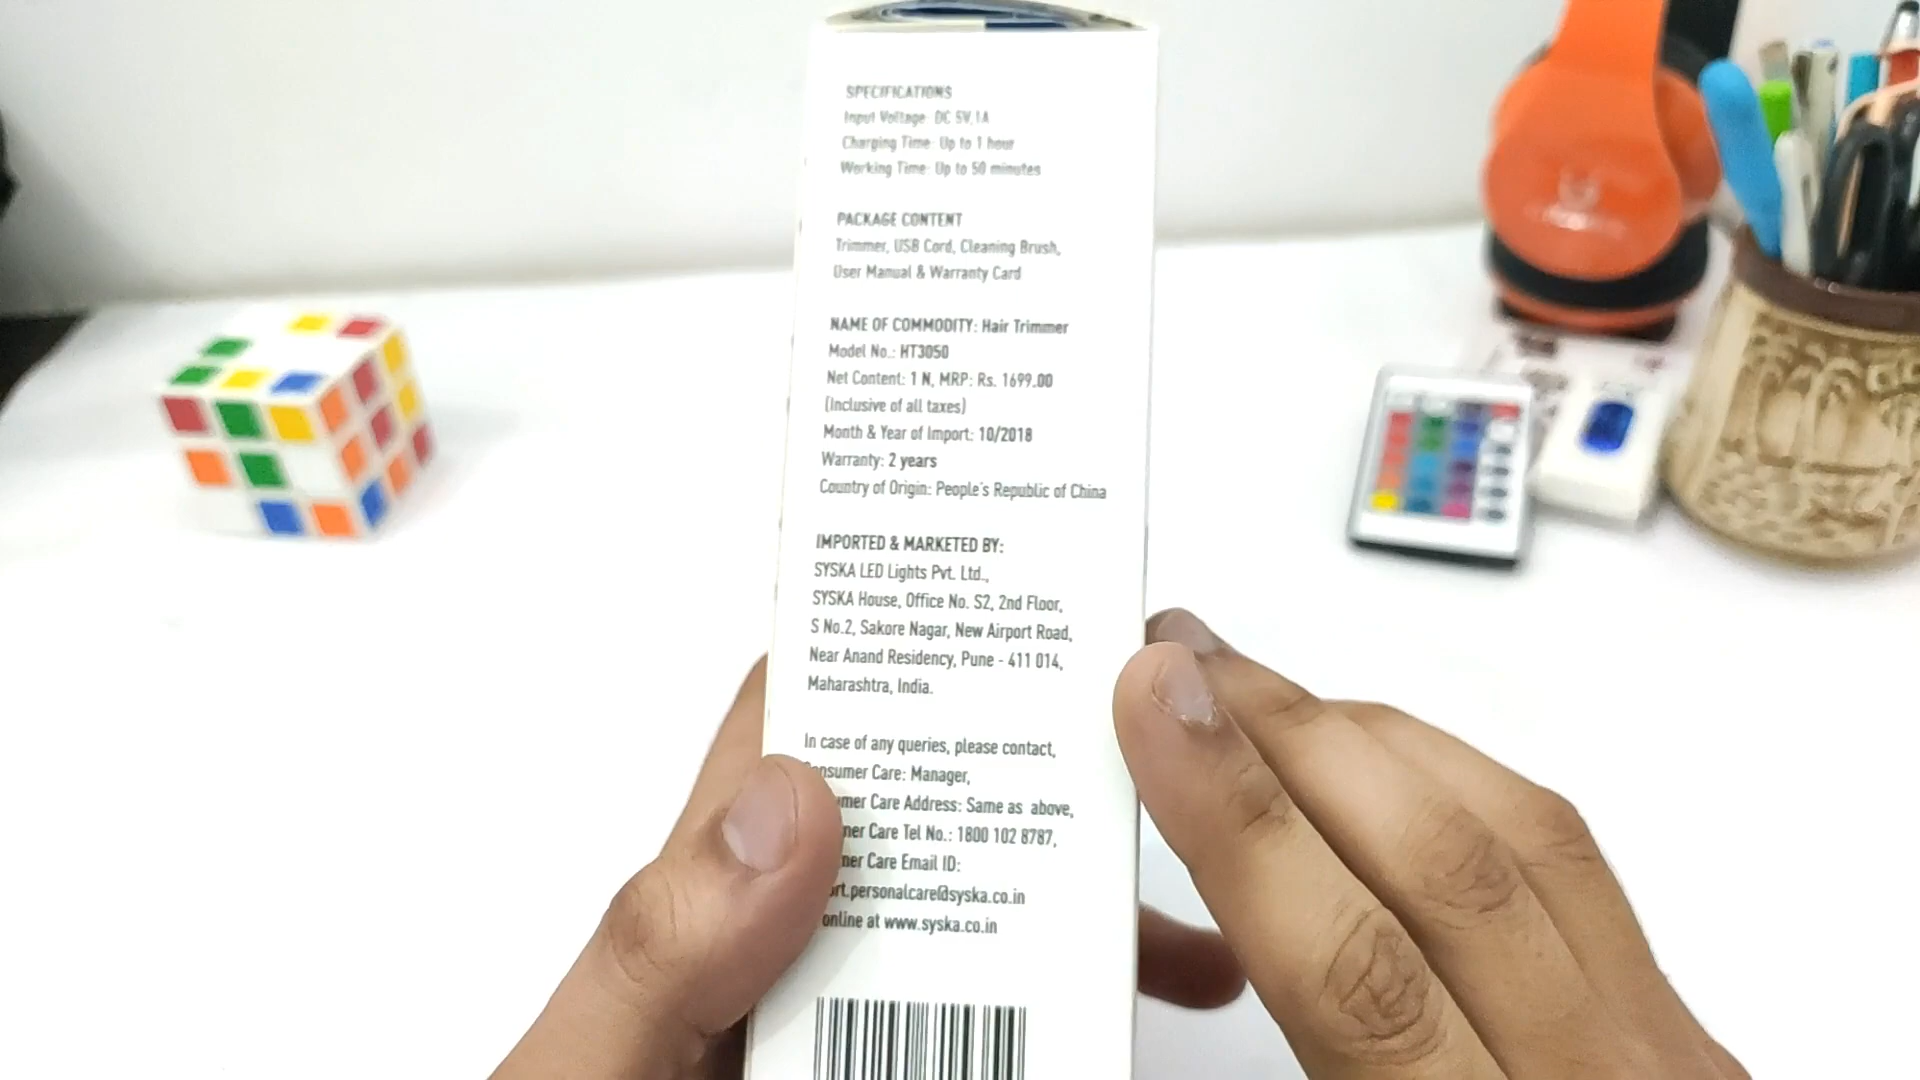 SPECIFICATIONS
Input Voltage: DC 5V,1A
Charging Time: Up to 1 hour
Working Time: Up to 50 minutes
PACKAGE CONTENT
Trimmer, USB Cord, Cleaning Brush,
User Manual & Warranty Card
NAME OF COMMODITY: Hair Trimmer
Model No.: HT3050
Net Content: 1 N, MRP: Rs. 1699.00
(Inclusive of all taxes)
Month & Year of Import: 10/2018
Warranty: 2 years
Country of Origin: People's Republic of China
IMPORTED & MARKETED BY:
SYSKA LED Lights Pvt. Ltd.,
SYSKA House, Office No. S2, 2nd Floor,
S No.2, Sakore Nagar, New Airport Road,
Near Anand Residency, Pune - 411 014,
Maharashtra, India.
In case of any queries, please contact,
Care: Manager,
Care Address: Same as above,
Care Tel No.: 1800 102 8787,
Care Email ID:
rt.personalcare@syska.co.in
online at www.syska.co.in